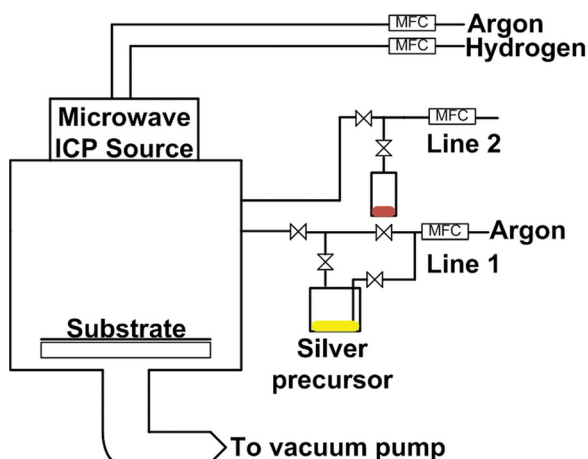 MFC Argon
MFC Hydrogen
Microwave
ICP Source
MFC
Line 2
MFC Argon
Line 1
Substrate
Silver
precursor
To vacuum pump